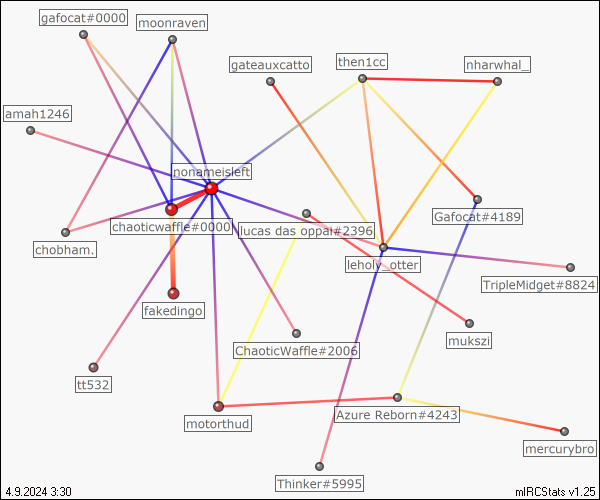 gafocat#0000
moonraven
gateauxcatto
then1cc
nharwhal_
amah1246
nonameisleft
chaoticwaffle#0000
lucas das oppai#2396
Gafocat#4189
chobham.
leholy_otter
TripleMidget#8824
fakedingo
ChaoticWaffle#2006
mukszi
tt532
motorthud
Azure Reborn#4243
mercurybro
Thinker#5995
4.9.2024 3:30
mIRCStats v1.25